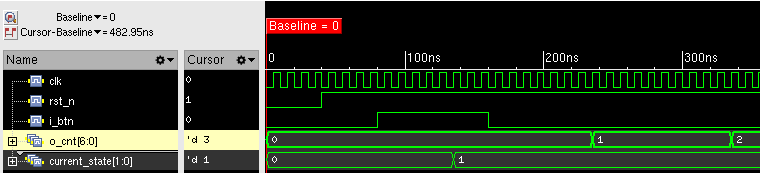 Baseline▼= 0
Cursor-Baseline▼= 482.95ns
Baseline = 0
0 100ns 200ns 300ns
Name Cursor
clk 0
rst_n 1
i_btn 0
o_cnt[6:0] 'd 3 0 1 2
current_state[1:0] 'd 1 0 1